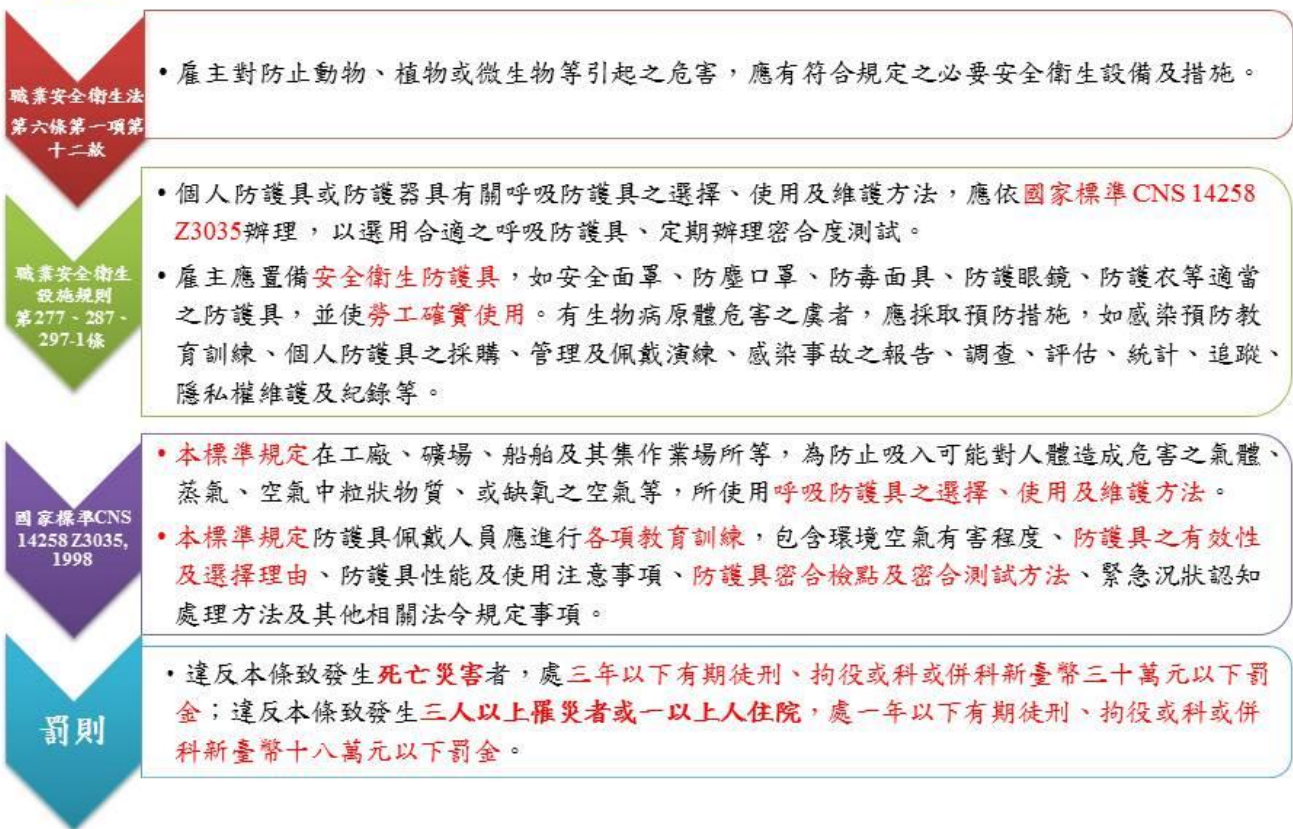 職業安全衛生法
第六條第一項第
十二款
•雇主對防止動物、植物或微生物等引起之危害，應有符合規定之必要安全衛生設備及措施。
職業安全衛生
設施規則
第277、287、
297-1條
•個人防護具或防護器具有關呼吸防護具之選擇、使用及維護方法，應依國家標準CNS 14258
Z3035辦理，以選用合適之呼吸防護具、定期辦理密合度測試。
•雇主應置備安全衛生防護具，如安全面罩、防塵口罩、防毒面具、防護眼鏡、防護衣等適當
之防護具，並使勞工確實使用。有生物病原體危害之虞者，應採取預防措施，如感染預防教
育訓練、個人防護具之採購、管理及佩戴演練、感染事故之報告、調查、評估、統計、追蹤、
隱私權維護及紀錄等。
國家標準CNS
14258 Z3035,
1998
•本標準規定在工廠、礦場、船舶及其集作業場所等，為防止吸入可能對人體造成危害之氣體、
蒸氣、空氣中粒狀物質、或缺氧之空氣等，所使用呼吸防護具之選擇、使用及維護方法。
•本標準規定防護具佩戴人員應進行各項教育訓練，包含環境空氣有害程度、防護具之有效性
及選擇理由、防護具性能及使用注意事項、防護具密合檢點及密合測試方法、緊急況狀認知
處理方法及其他相關法令規定事項。
罰則
•違反本條致發生死亡災害者，處三年以下有期徒刑、拘役或科或併科新臺幣三十萬元以下罰
金；違反本條致發生三人以上罹災者或一以上人住院，處一年以下有期徒刑、拘役或科或併
科新臺幣十八萬元以下罰金。